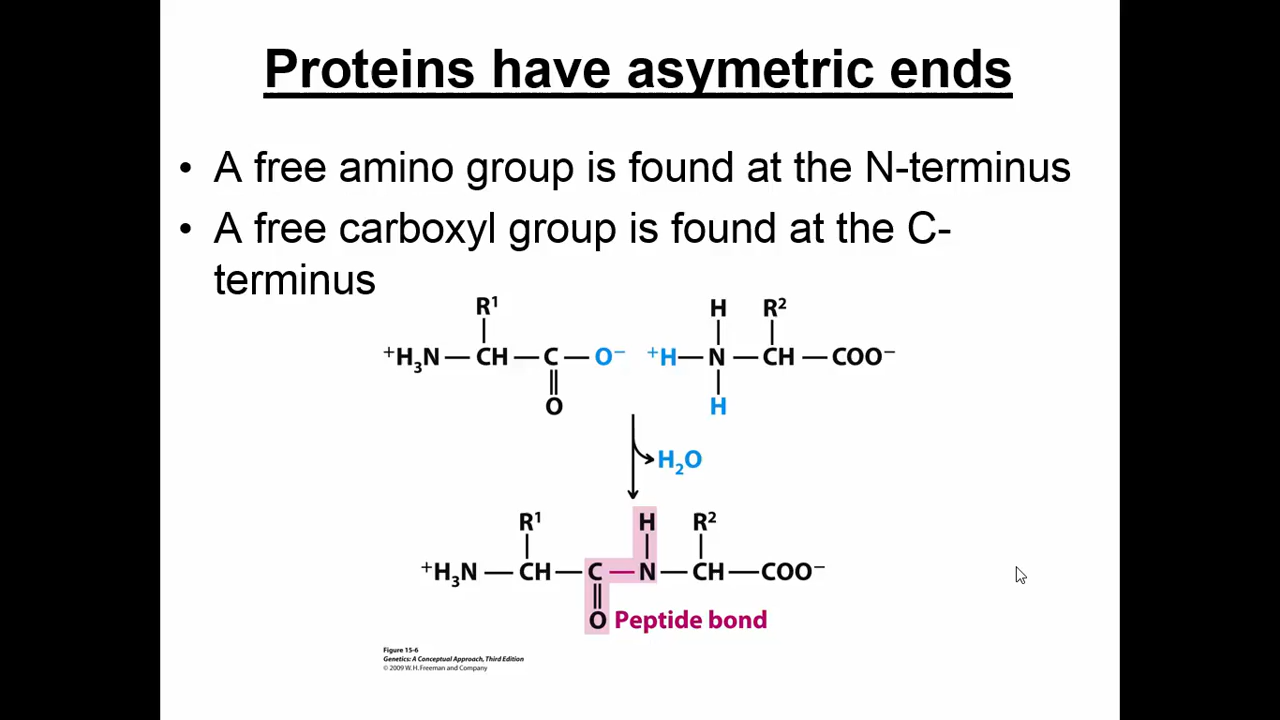 Proteins have asymetric ends
• A free amino group is found at the N-terminus
• A free carboxyl group is found at the C-
terminus
R¹ H R²
⁺H₃N — CH — C — O⁻ ⁺H — N — CH — COO⁻
O H
H₂O
R¹ H R²
⁺H₃N — CH — C — N — CH — COO⁻
O Peptide bond
Figure 15-6
Genetics: A Conceptual Approach, Third Edition
© 2009 W. H. Freeman and Company